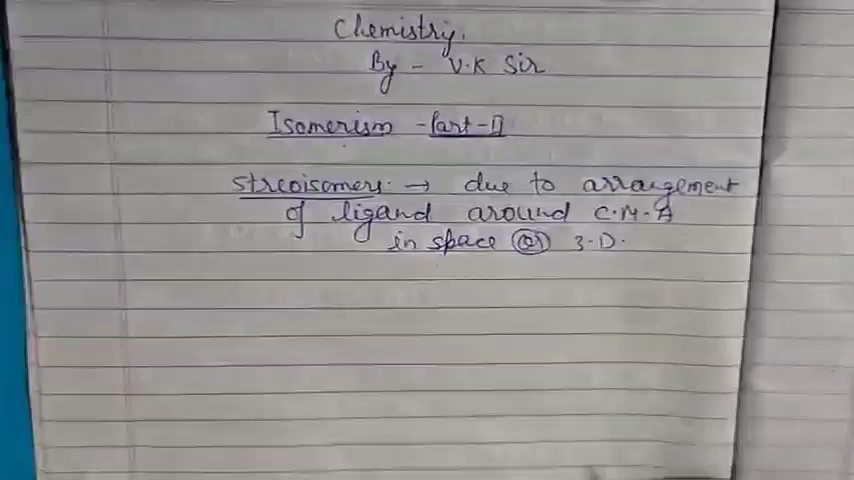 Chemistry.
By - V.K Sir
Isomerism - Part-II
streoisomers. → due to arrangement
of ligand around C.M.A
in space or 3-D.